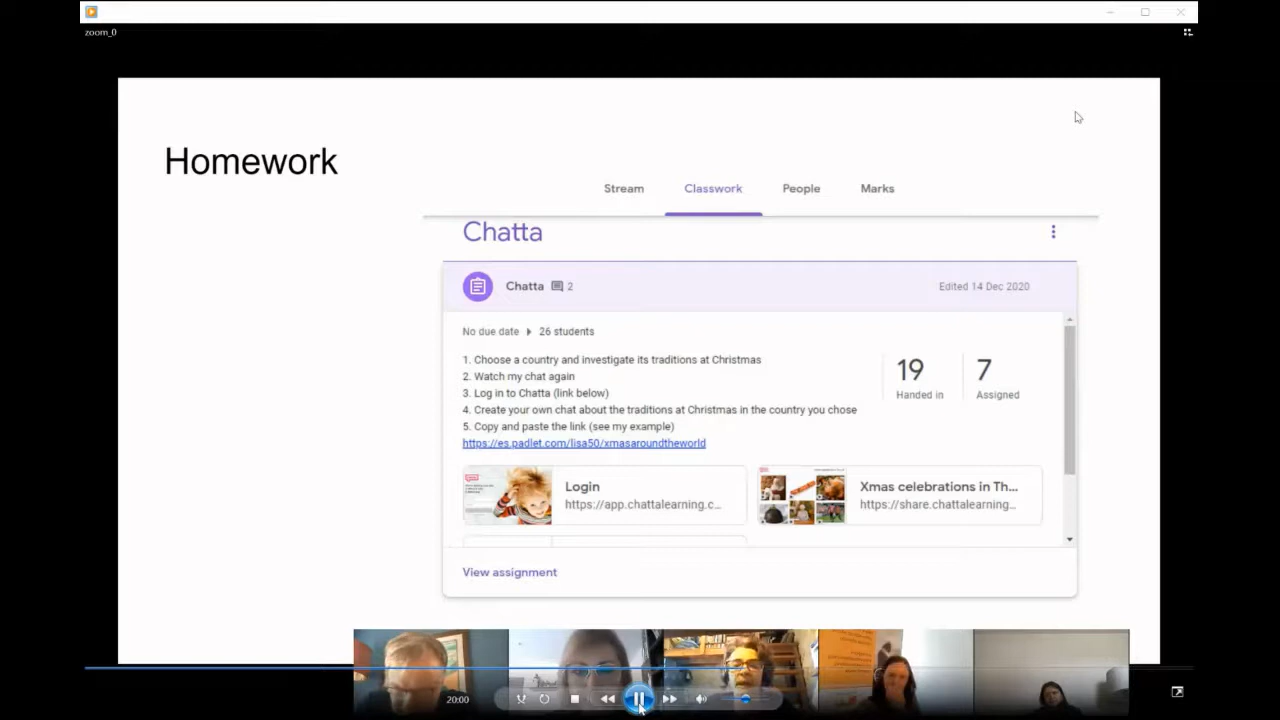 zoom_0
Homework
Stream Classwork People Marks
Chatta
Chatta 2 Edited 14 Dec 2020
No due date 26 students
1. Choose a country and investigate its traditions at Christmas
2. Watch my chat again
3. Log in to Chatta (link below)
4. Create your own chat about the traditions at Christmas in the country you chose
5. Copy and paste the link (see my example)
https://es.padlet.com/lisa50/xmasaroundtheworld
19 7
Handed in Assigned
Login
https://app.chattalearning.c...
Xmas celebrations in Th...
https://share.chattalearning...
View assignment
20:00